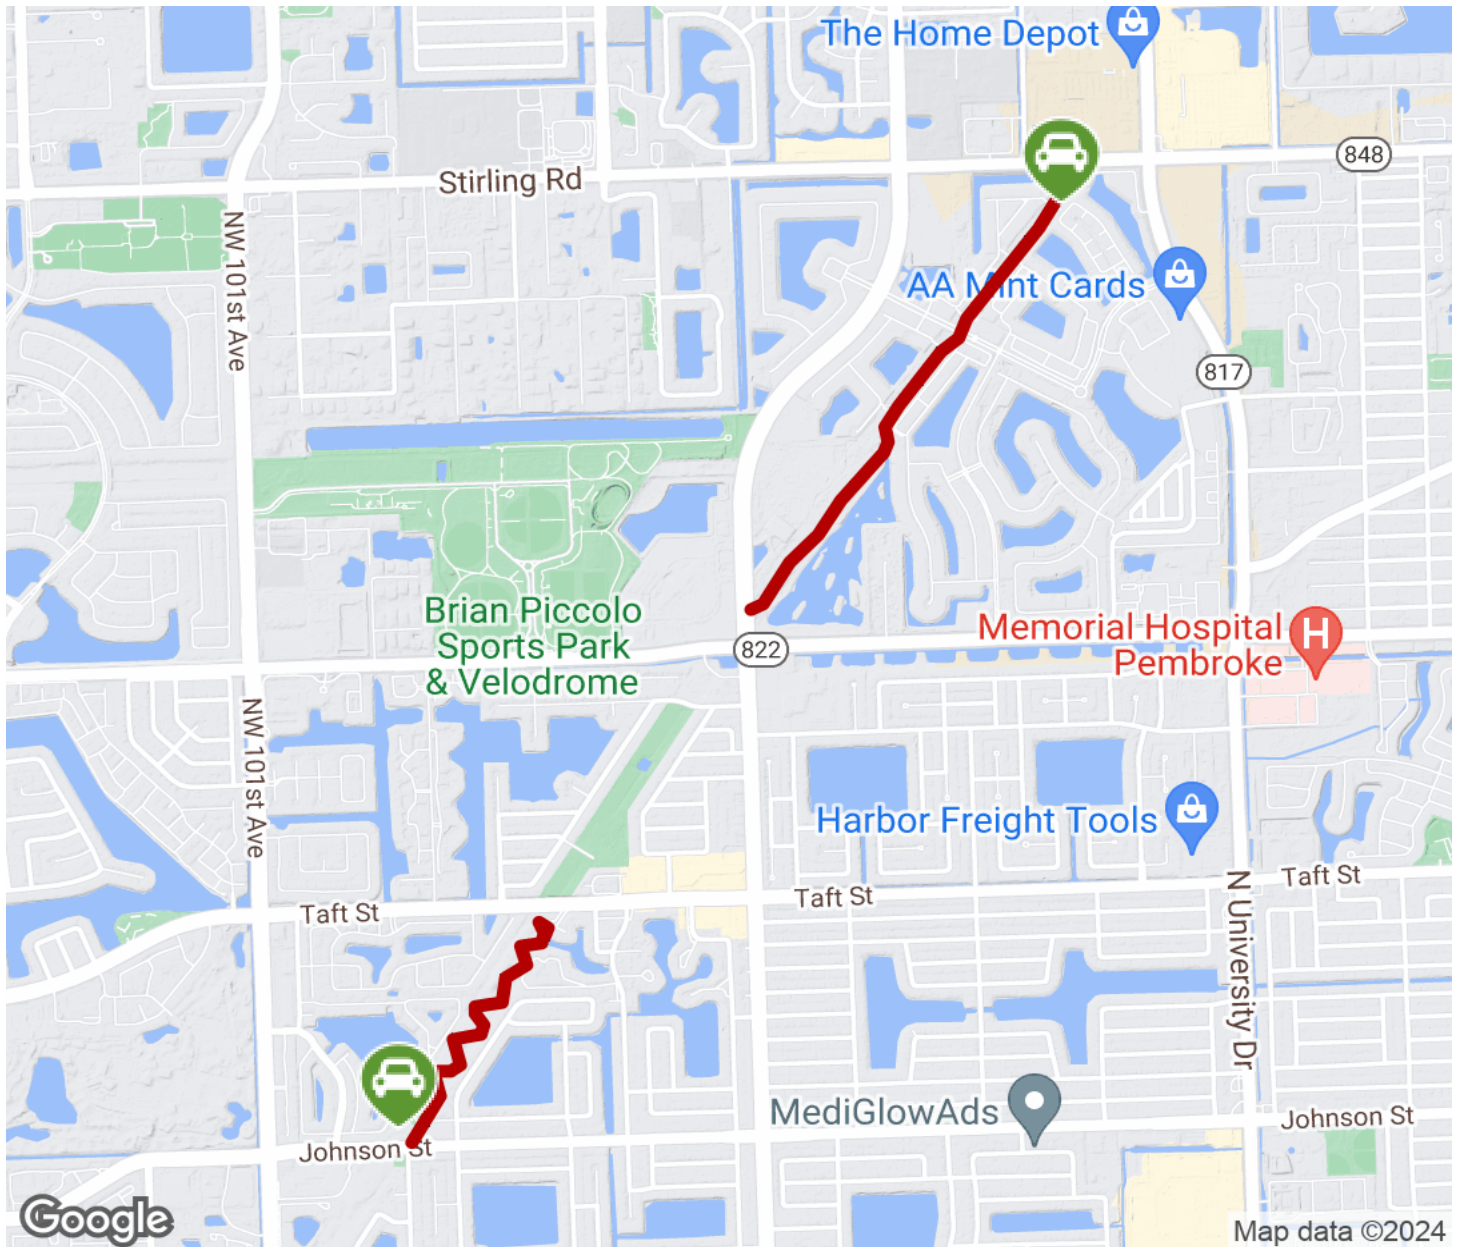 The Home Depot
848
Stirling Rd
NW 101st Ave
AA Mint Cards
817
Brian Piccolo
Sports Park
& Velodrome
822
Memorial Hospital
Pembroke
H
NW 101st Ave
Harbor Freight Tools
Taft St
Taft St
Taft St
N University Dr
MediGlowAds
Johnson St
Johnson St
Google
Map data ©2024